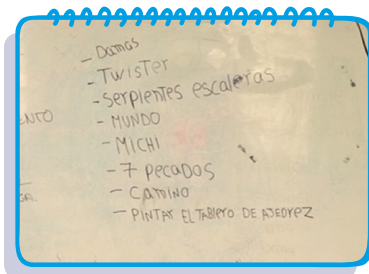 - Damas
- TwisTer
- serpientes escaleras
- MUNDO
- MICHI
- 7 pecados
- CAMINO
- PINTAR EL TABLERO DE AJEDREZ